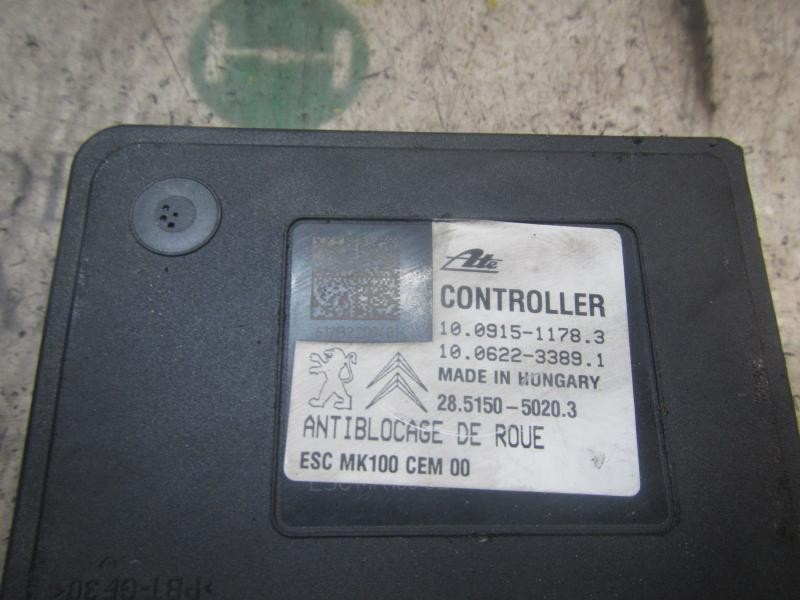 Ate
CONTROLLER
10.0915-1178.3
10.0622-3389.1
MADE IN HUNGARY
28.5150-5020.3
ANTIBLOCAGE DE ROUE
ESC MK100 CEM 00